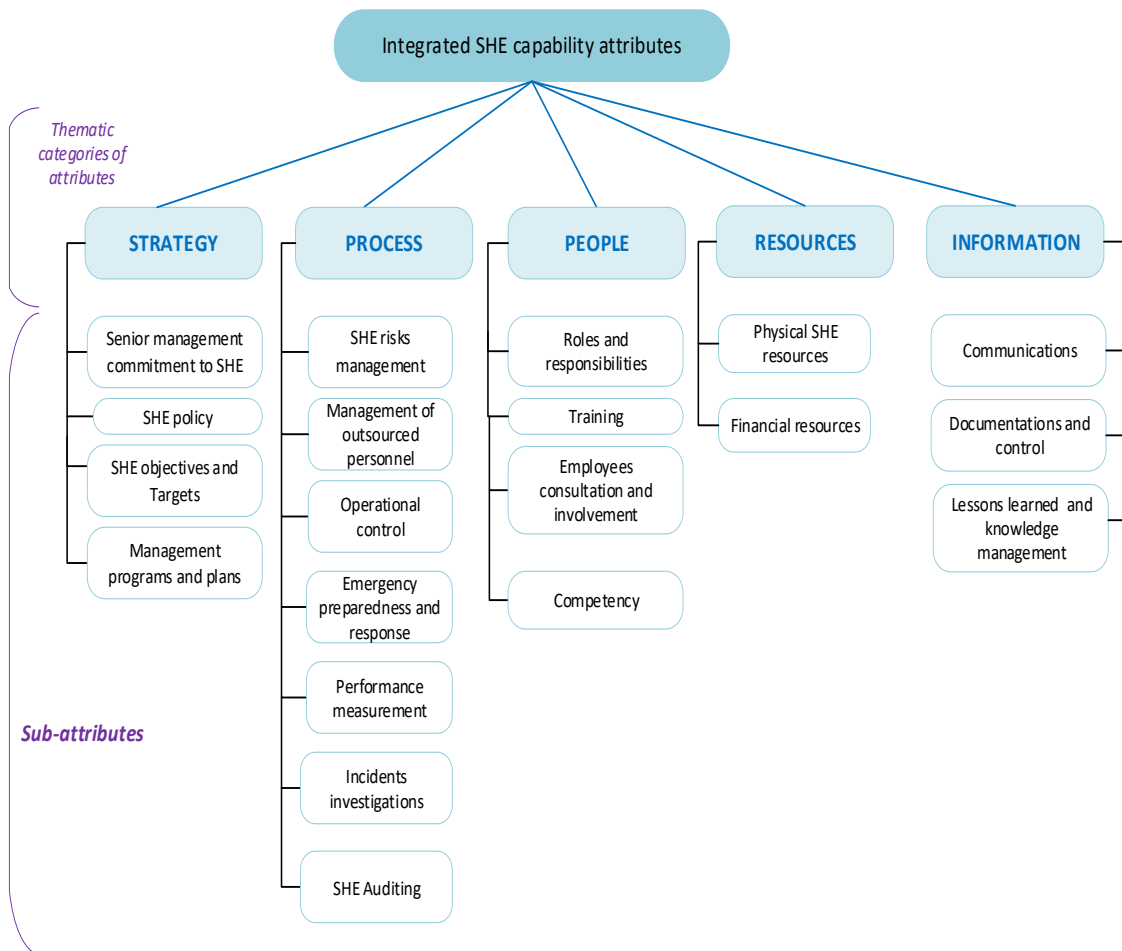 Integrated SHE capability attributes
Thematic
categories of
attributes
STRATEGY
PROCESS
PEOPLE
RESOURCES
INFORMATION
Senior management
commitment to SHE
SHE policy
SHE objectives and
Targets
Management
programs and plans
SHE risks
management
Management of
outsourced
personnel
Operational
control
Emergency
preparedness and
response
Performance
measurement
Incidents
investigations
SHE Auditing
Roles and
responsibilities
Training
Employees
consultation and
involvement
Competency
Physical SHE
resources
Financial resources
Communications
Documentations and
control
Lessons learned and
knowledge
management
Sub-attributes